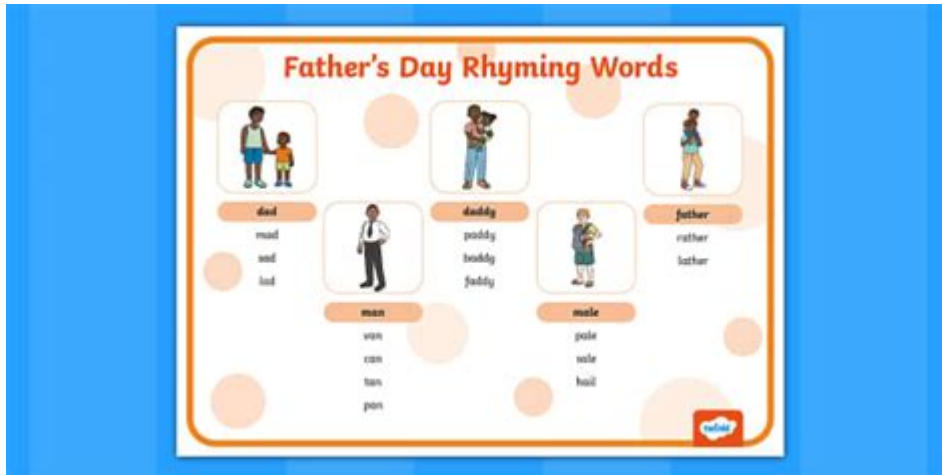 Father's Day Rhyming Words
dad
mad
sad
lad
man
van
can
tan
pan
daddy
paddy
baddy
faddy
male
pale
sale
hail
father
rather
lather
twinkl